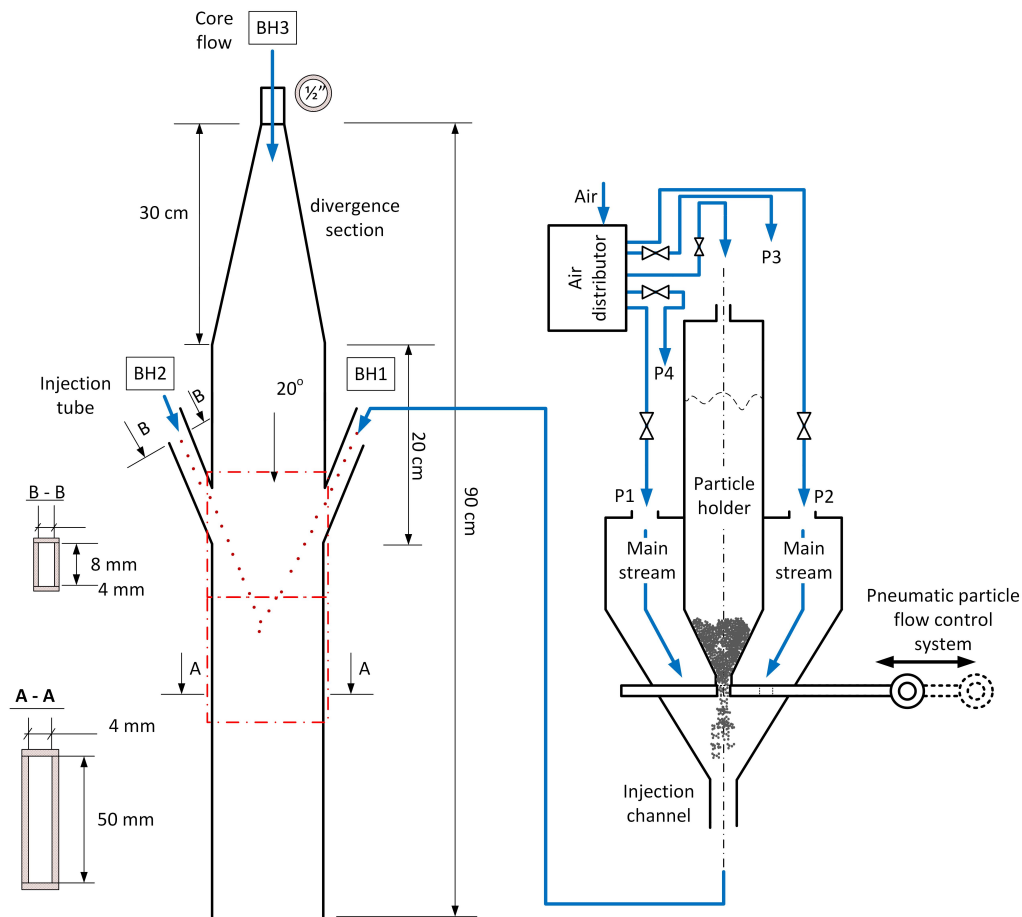 Core
flow
BH3
½”
30 cm
divergence
section
BH2
BH1
Injection
tube
B
B
20°
20 cm
90 cm
B - B
8 mm
4 mm
A
A
A - A
4 mm
50 mm
Air
Air
distributor
P3
P4
P1
P2
Particle
holder
Main
stream
Main
stream
Pneumatic particle
flow control
system
Injection
channel